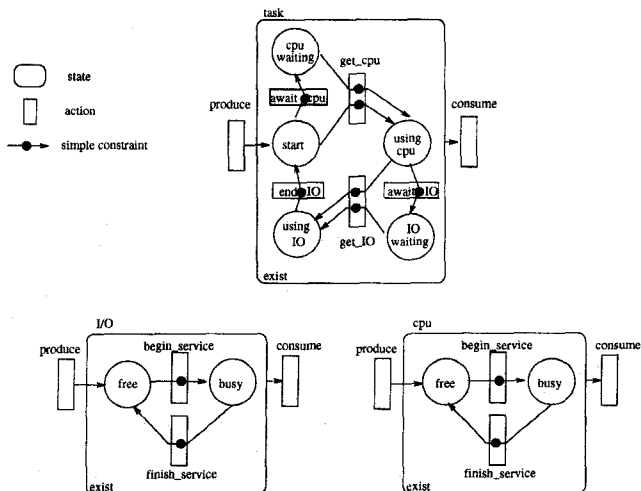 task
cpu
waiting
get_cpu
state
await cpu
produce
consume
action
simple constraint
start
using
cpu
end IO
await IO
using
IO
get_IO
IO
waiting
exist
I/O
produce
begin_service
consume
free
busy
finish_service
exist
cpu
produce
begin_service
consume
free
busy
finish_service
exist